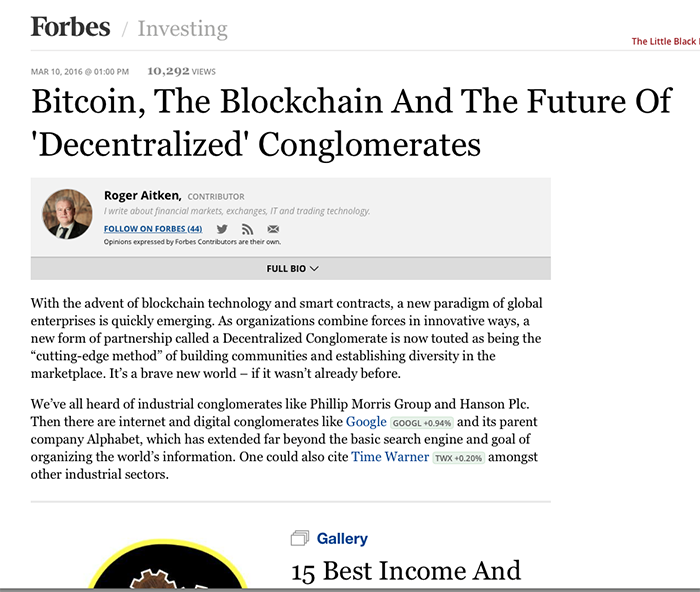 Forbes / Investing
The Little Black
MAR 10, 2016 @ 01:00 PM 10,292 VIEWS
Bitcoin, The Blockchain And The Future Of
'Decentralized' Conglomerates
Roger Aitken, CONTRIBUTOR
I write about financial markets, exchanges, IT and trading technology.
FOLLOW ON FORBES (44)
Opinions expressed by Forbes Contributors are their own.
FULL BIO
With the advent of blockchain technology and smart contracts, a new paradigm of global
enterprises is quickly emerging. As organizations combine forces in innovative ways, a
new form of partnership called a Decentralized Conglomerate is now touted as being the
“cutting-edge method” of building communities and establishing diversity in the
marketplace. It’s a brave new world – if it wasn’t already before.
We’ve all heard of industrial conglomerates like Phillip Morris Group and Hanson Plc.
Then there are internet and digital conglomerates like Google GOOGL +0.94% and its parent
company Alphabet, which has extended far beyond the basic search engine and goal of
organizing the world’s information. One could also cite Time Warner TWX +0.20% amongst
other industrial sectors.
Gallery
15 Best Income And